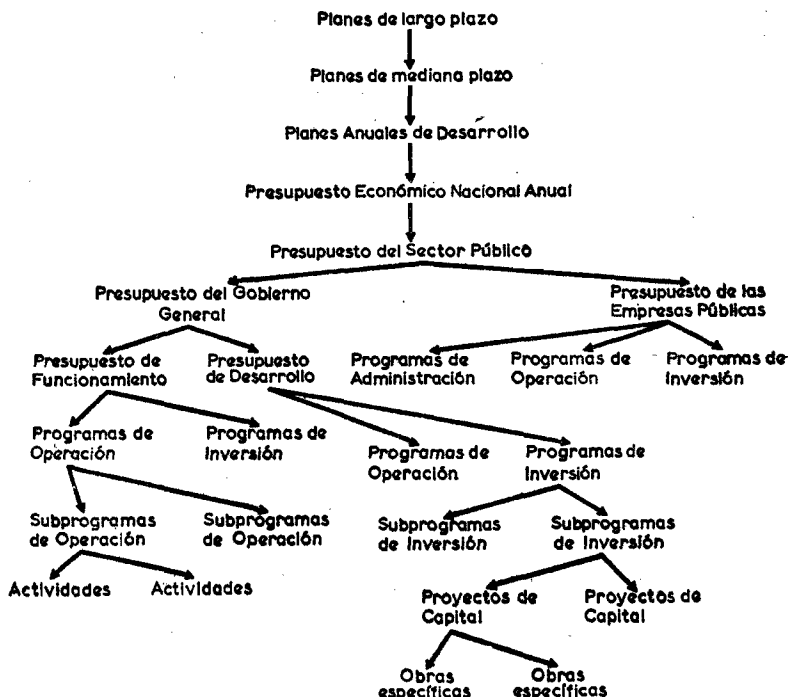 Planes de largo plazo
Planes de mediana plazo
Planes Anuales de Desarrollo
Presupuesto Económico Nacional Anual
Presupuesto del Sector Público
Presupuesto del Gobierno
General
Presupuesto de las
Empresas Públicas
Presupuesto de
Funcionamiento
Presupuesto
de Desarrollo
Programas de
Administración
Programas de
Operación
Programas de
Inversión
Programas de
Operación
Programas de
Inversión
Programas de
Operación
Programas de
Inversión
Subprogramas
de Operación
Subprogramas
de Operación
Subprogramas
de Inversión
Subprogramas
de Inversión
Actividades
Actividades
Proyectos de
Capital
Proyectos de
Capital
Obras
específicas
Obras
específicas